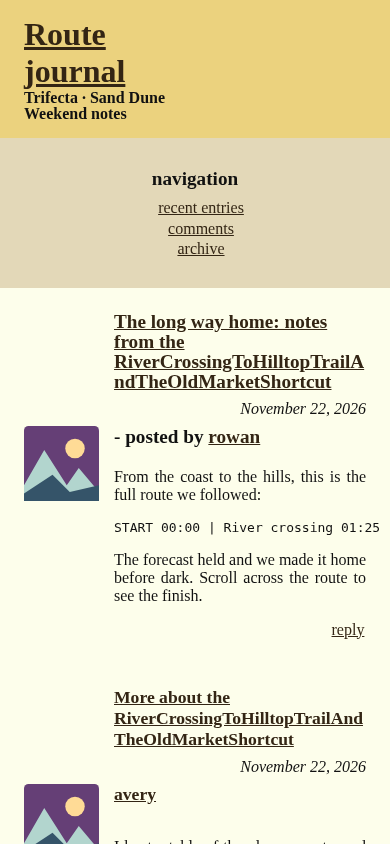 Route
journal
Trifecta · Sand Dune
Weekend notes
navigation
recent entries
comments
archive
The long way home: notes
from the
RiverCrossingToHilltopTrailA
ndTheOldMarketShortcut
November 22, 2026
- posted by rowan
From the coast to the hills, this is the
full route we followed:
START 00:00 | River crossing 01:25
The forecast held and we made it home
before dark. Scroll across the route to
see the finish.
reply
More about the
RiverCrossingToHilltopTrailAnd
TheOldMarketShortcut
November 22, 2026
avery